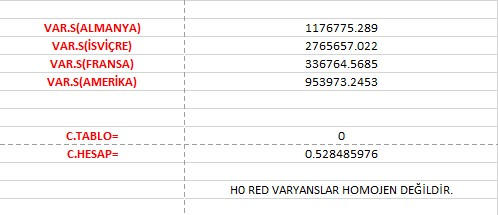 VAR.S(ALMANYA) 1176775.289
VAR.S(İSVİÇRE) 2765657.022
VAR.S(FRANSA) 336764.5685
VAR.S(AMERİKA) 953973.2453
C.TABLO= 0
C.HESAP= 0.528485976
H0 RED VARYANSLAR HOMOJEN DEĞİLDİR.